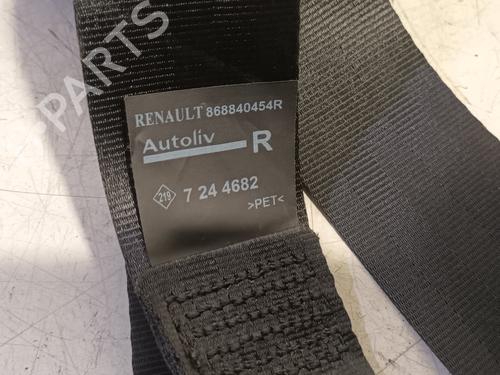 PARTS
RENAULT 868840454R
Autoliv R
219 7 24 4682
>PET<